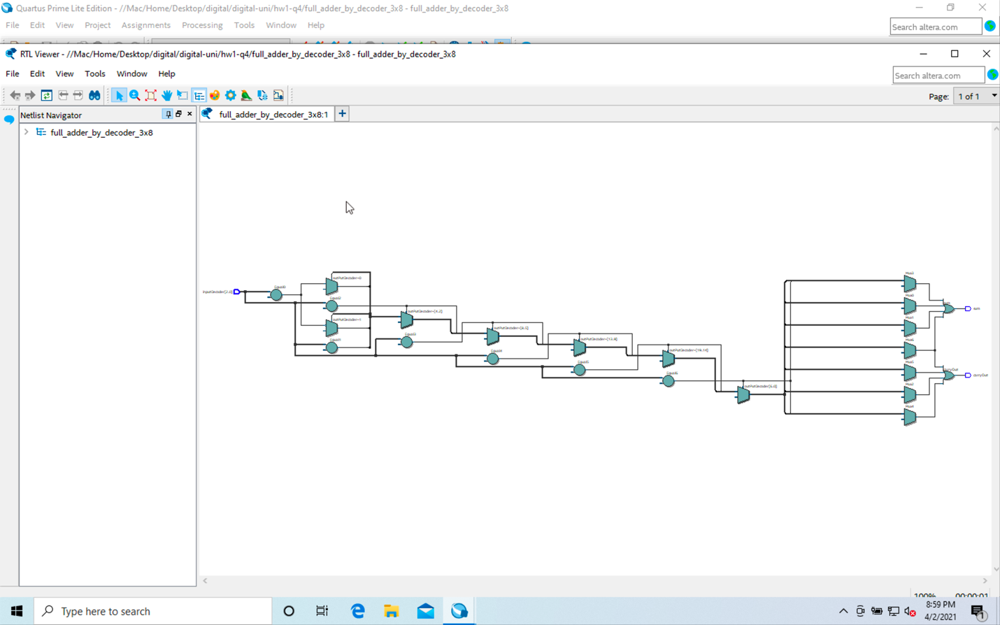 Quartus Prime Lite Edition - //Mac/Home/Desktop/digital/digital-uni/hw1-q4/full_adder_by_decoder_3x8 - full_adder_by_decoder_3x8
File Edit View Project Assignments Processing Tools Window Help
Search altera.com
RTL Viewer - //Mac/Home/Desktop/digital/digital-uni/hw1-q4/full_adder_by_decoder_3x8 - full_adder_by_decoder_3x8
File Edit View Tools Window Help
Search altera.com
Page: 1 of 1
Netlist Navigator
full_adder_by_decoder_3x8:1
full_adder_by_decoder_3x8
Mux3
outPutDecoder~0
Equal0
inputDecoder[2..0]
Equal2
Mux0
sum
outPutDecoder~[4..2]
outPutDecoder~1
Mux1
outPutDecoder~[8..5]
Equal3
Equal1
outPutDecoder~[13..9]
Mux6
Equal4
outPutDecoder~[19..14]
Equal5
Mux5
carryOut
carryOut
Equal6
outPutDecoder[5..0]
Mux2
Mux4
100% 00:00:01
Type here to search
8:59 PM
4/2/2021
1